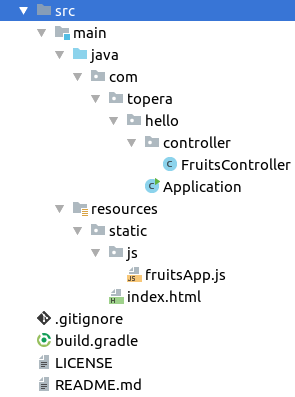 src
main
java
com
topera
hello
controller
FruitsController
Application
resources
static
js
fruitsApp.js
index.html
.gitignore
build.gradle
LICENSE
README.md